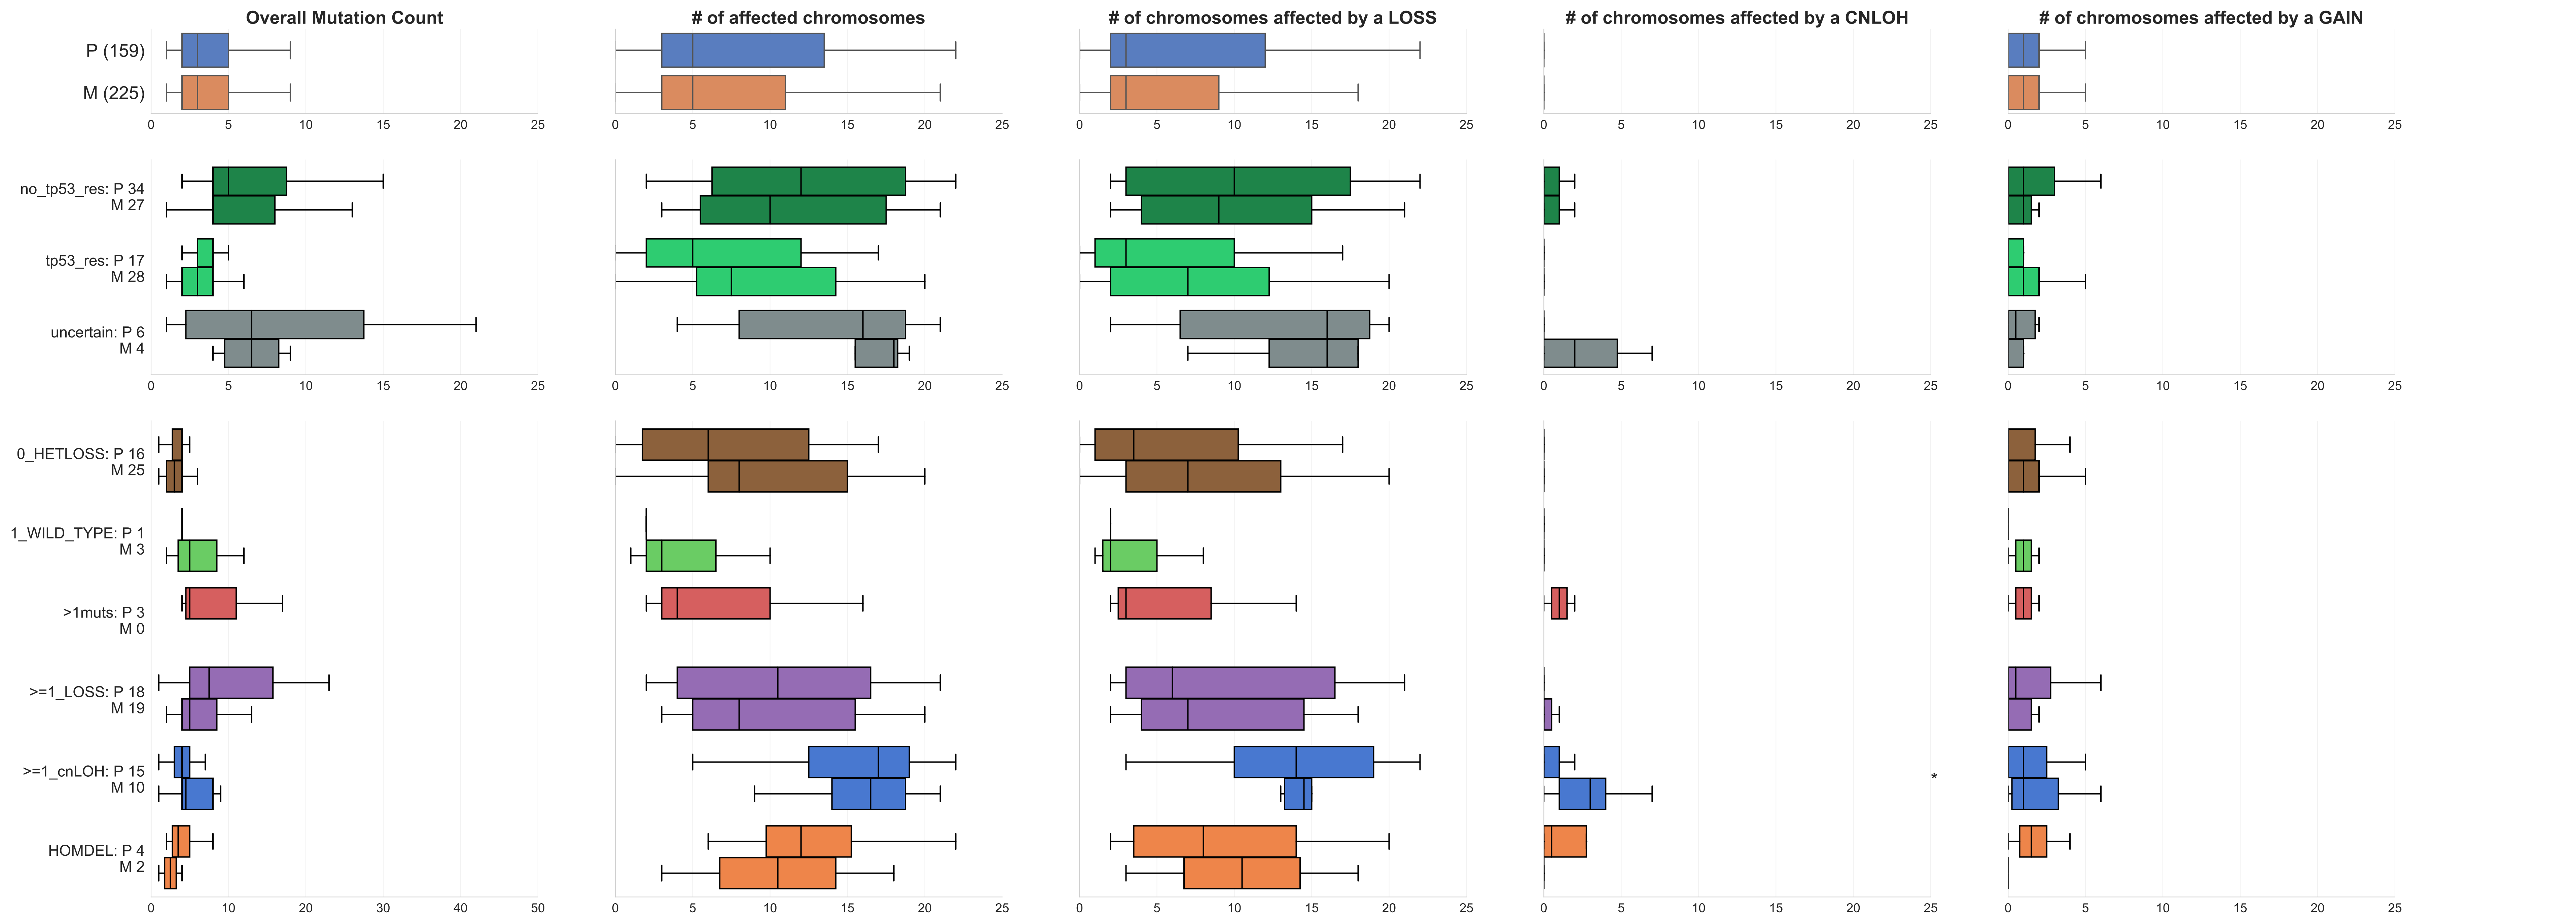 Overall Mutation Count
# of affected chromosomes
# of chromosomes affected by a LOSS
# of chromosomes affected by a CNLOH
# of chromosomes affected by a GAIN
P (159)
M (225)
0 5 10 15 20 25
0 5 10 15 20 25
0 5 10 15 20 25
0 5 10 15 20 25
0 5 10 15 20 25
no_tp53_res: P 34
M 27
tp53_res: P 17
M 28
uncertain: P 6
M 4
0 5 10 15 20 25
0 5 10 15 20 25
0 5 10 15 20 25
0 5 10 15 20 25
0 5 10 15 20 25
0_HETLOSS: P 16
M 25
1_WILD_TYPE: P 1
M 3
>1muts: P 3
M 0
>=1_LOSS: P 18
M 19
>=1_cnLOH: P 15
M 10
*
HOMDEL: P 4
M 2
0 10 20 30 40 50
0 5 10 15 20 25
0 5 10 15 20 25
0 5 10 15 20 25
0 5 10 15 20 25